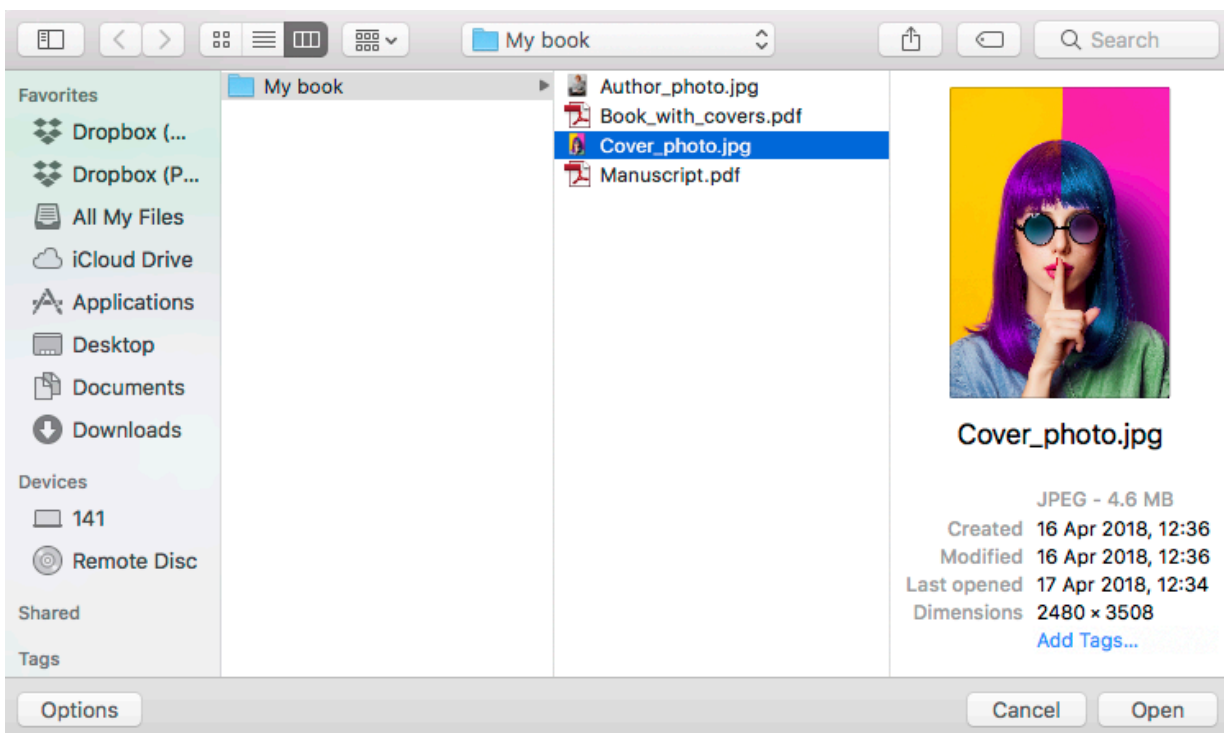 My book
Search
Favorites
Dropbox (...
Dropbox (P...
All My Files
iCloud Drive
Applications
Desktop
Documents
Downloads
Devices
141
Remote Disc
Shared
Tags
My book
Author_photo.jpg
Book_with_covers.pdf
Cover_photo.jpg
Manuscript.pdf
Cover_photo.jpg
JPEG - 4.6 MB
Created 16 Apr 2018, 12:36
Modified 16 Apr 2018, 12:36
Last opened 17 Apr 2018, 12:34
Dimensions 2480 × 3508
Add Tags...
Options
Cancel
Open